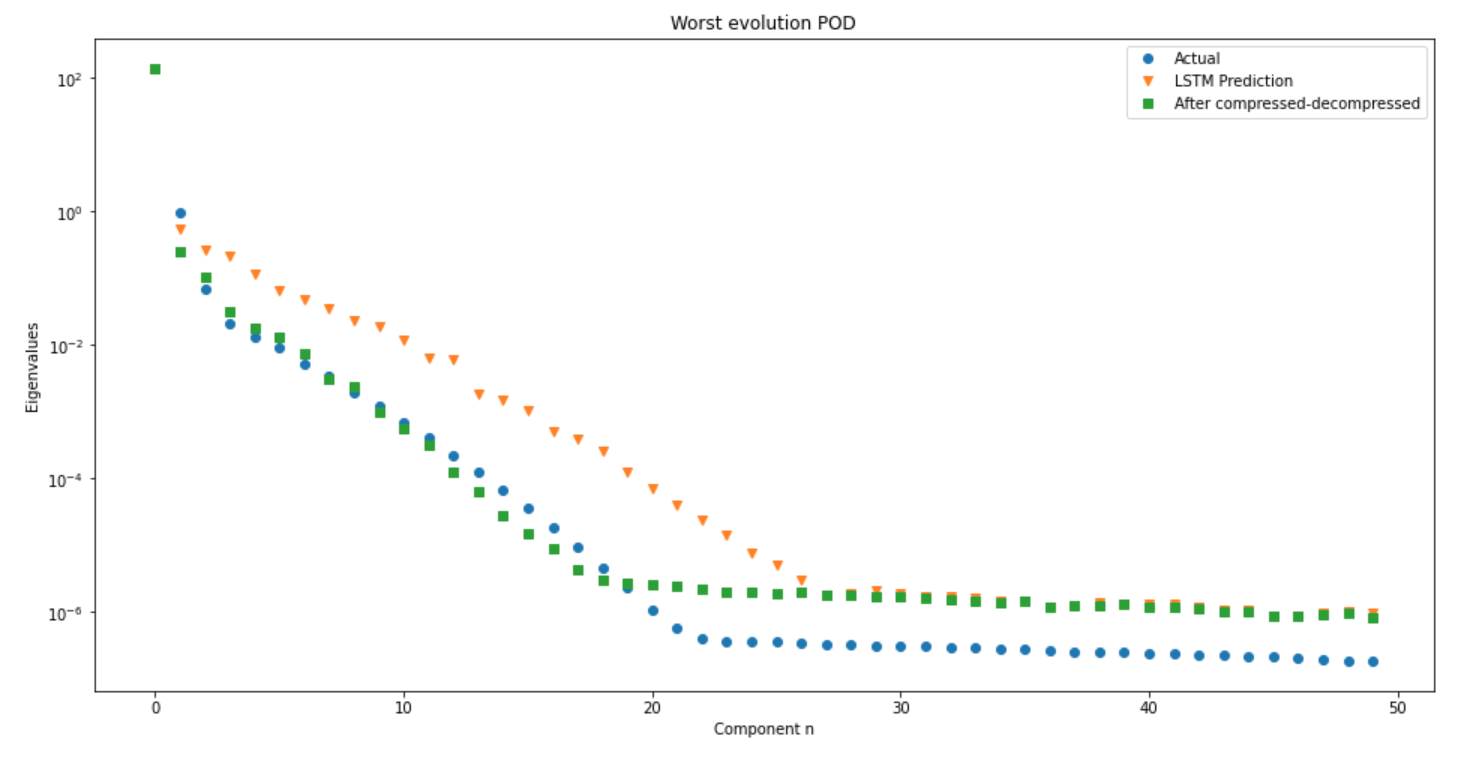 Worst evolution POD
Actual
LSTM Prediction
After compressed-decompressed
Eigenvalues
10²
10⁰
10⁻²
10⁻⁴
10⁻⁶
0 10 20 30 40 50
Component n